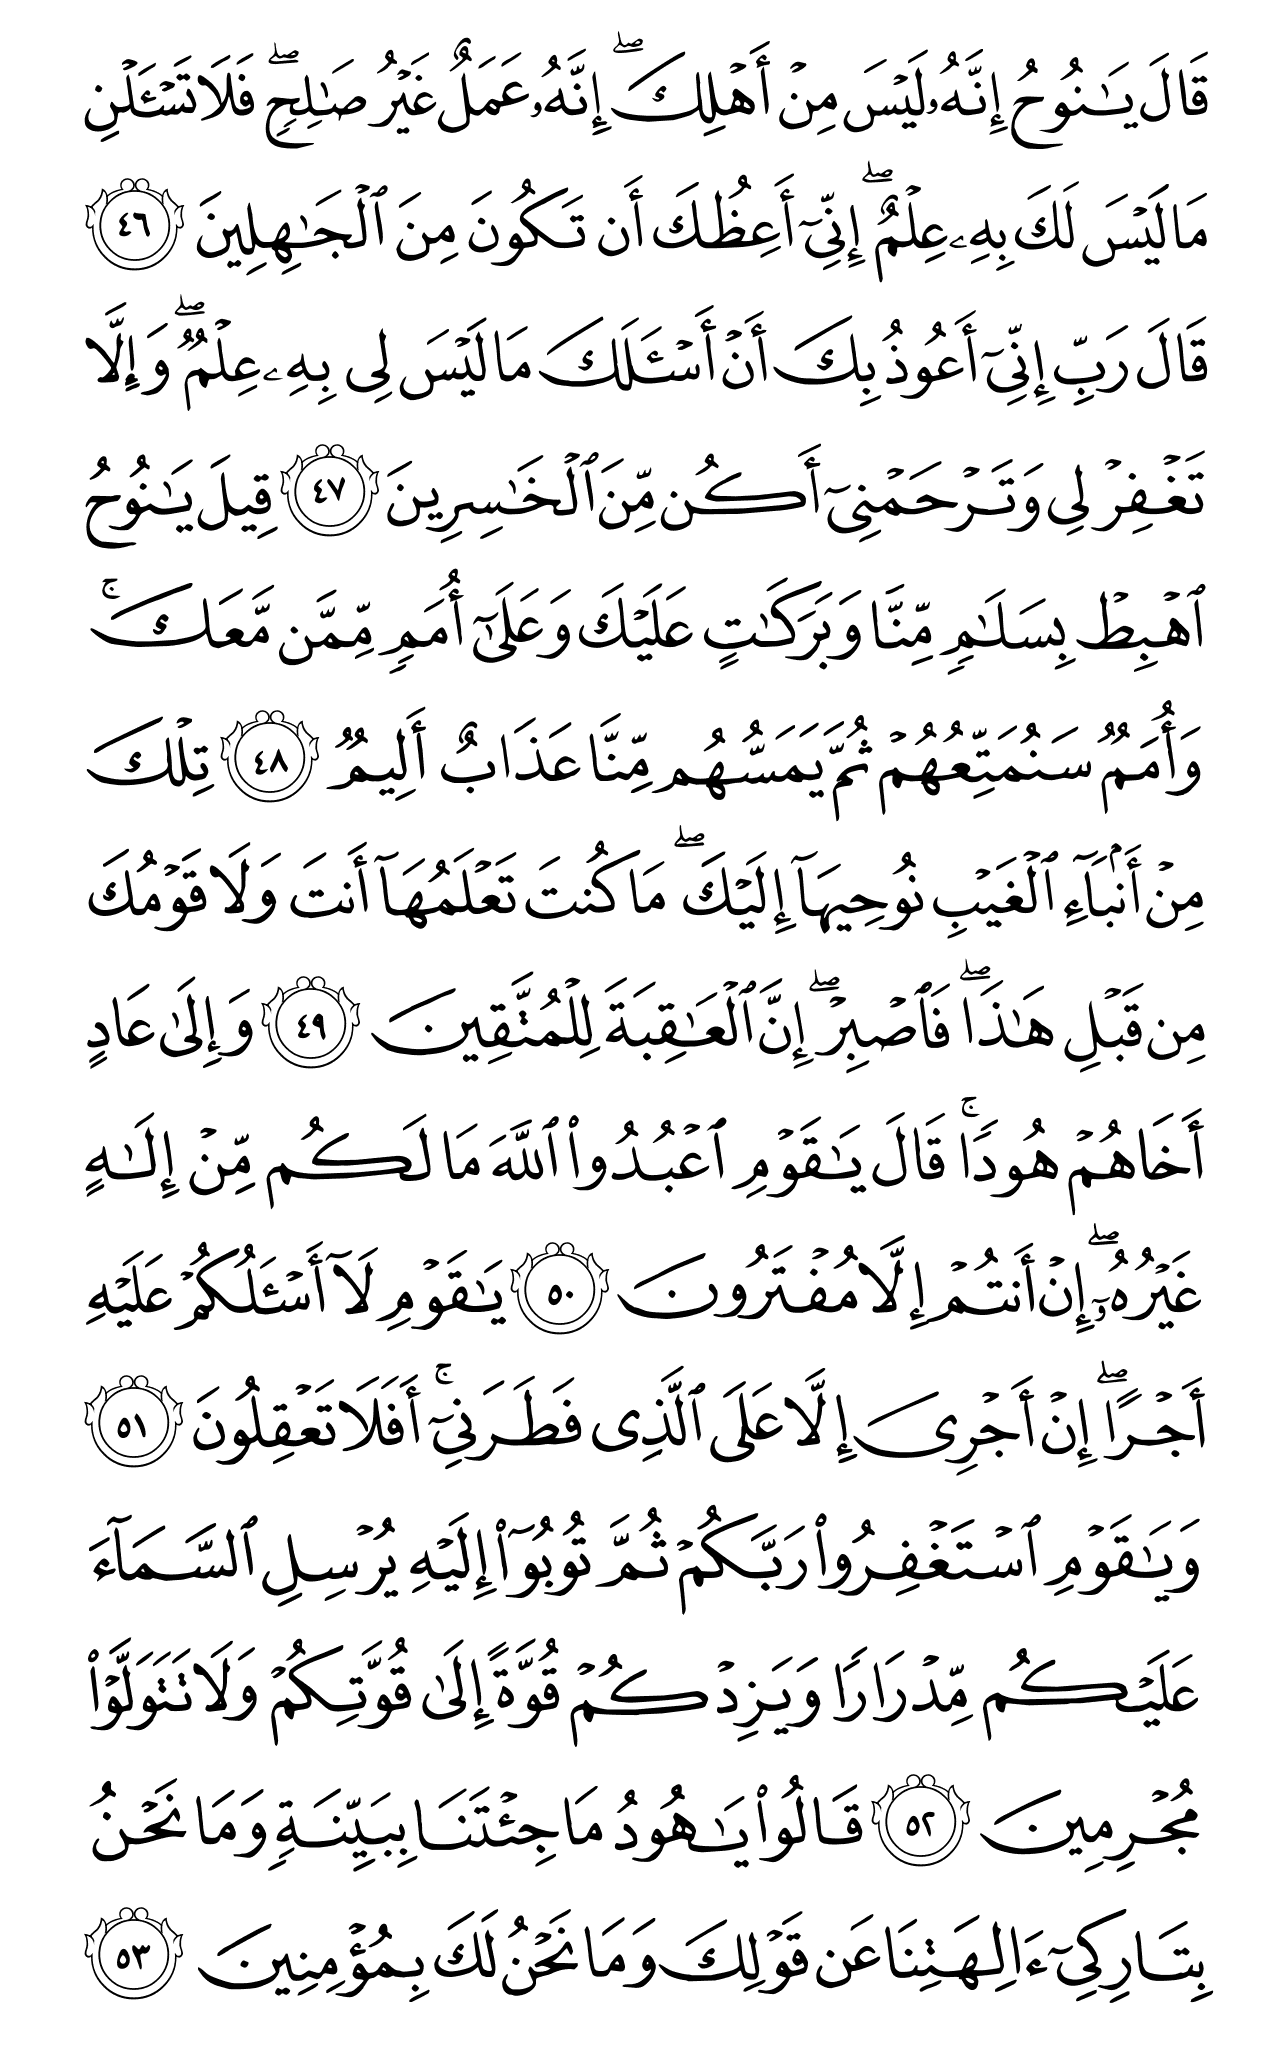 قَالَ يَـٰنُوحُ إِنَّهُۥ لَيْسَ مِنْ أَهْلِكَ ۖ إِنَّهُۥ عَمَلٌ غَيْرُ صَـٰلِحٍ ۖ فَلَا تَسْـَٔلْنِ
مَا لَيْسَ لَكَ بِهِۦ عِلْمٌ ۖ إِنِّىٓ أَعِظُكَ أَن تَكُونَ مِنَ ٱلْجَـٰهِلِينَ ٤٦
قَالَ رَبِّ إِنِّىٓ أَعُوذُ بِكَ أَنْ أَسْـَٔلَكَ مَا لَيْسَ لِى بِهِۦ عِلْمٌ ۖ وَإِلَّا
تَغْفِرْ لِى وَتَرْحَمْنِىٓ أَكُن مِّنَ ٱلْخَـٰسِرِينَ ٤٧ قِيلَ يَـٰنُوحُ
ٱهْبِطْ بِسَلَـٰمٍ مِّنَّا وَبَرَكَـٰتٍ عَلَيْكَ وَعَلَىٰٓ أُمَمٍ مِّمَّن مَّعَكَ ۚ
وَأُمَمٌ سَنُمَتِّعُهُمْ ثُمَّ يَمَسُّهُم مِّنَّا عَذَابٌ أَلِيمٌ ٤٨ تِلْكَ
مِنْ أَنۢبَآءِ ٱلْغَيْبِ نُوحِيهَآ إِلَيْكَ ۖ مَا كُنتَ تَعْلَمُهَآ أَنتَ وَلَا قَوْمُكَ
مِن قَبْلِ هَـٰذَا ۖ فَٱصْبِرْ ۖ إِنَّ ٱلْعَـٰقِبَةَ لِلْمُتَّقِينَ ٤٩ وَإِلَىٰ عَادٍ
أَخَاهُمْ هُودًا ۚ قَالَ يَـٰقَوْمِ ٱعْبُدُوا۟ ٱللَّهَ مَا لَكُم مِّنْ إِلَـٰهٍ
غَيْرُهُۥٓ ۖ إِنْ أَنتُمْ إِلَّا مُفْتَرُونَ ٥٠ يَـٰقَوْمِ لَآ أَسْـَٔلُكُمْ عَلَيْهِ
أَجْرًا ۖ إِنْ أَجْرِىَ إِلَّا عَلَى ٱلَّذِى فَطَرَنِىٓ ۚ أَفَلَا تَعْقِلُونَ ٥١
وَيَـٰقَوْمِ ٱسْتَغْفِرُوا۟ رَبَّكُمْ ثُمَّ تُوبُوٓا۟ إِلَيْهِ يُرْسِلِ ٱلسَّمَآءَ
عَلَيْكُم مِّدْرَارًا وَيَزِدْكُمْ قُوَّةً إِلَىٰ قُوَّتِكُمْ وَلَا تَتَوَلَّوْا۟
مُجْرِمِينَ ٥٢ قَالُوا۟ يَـٰهُودُ مَا جِئْتَنَا بِبَيِّنَةٍ وَمَا نَحْنُ
بِتَارِكِىٓ ءَالِهَتِنَا عَن قَوْلِكَ وَمَا نَحْنُ لَكَ بِمُؤْمِنِينَ ٥٣